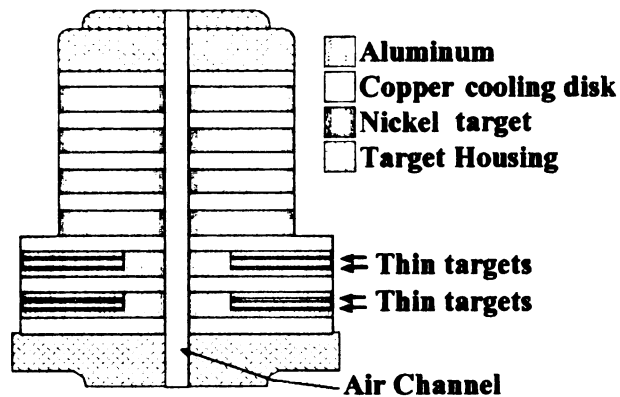 Aluminum
Copper cooling disk
Nickel target
Target Housing
Thin targets
Thin targets
Air Channel